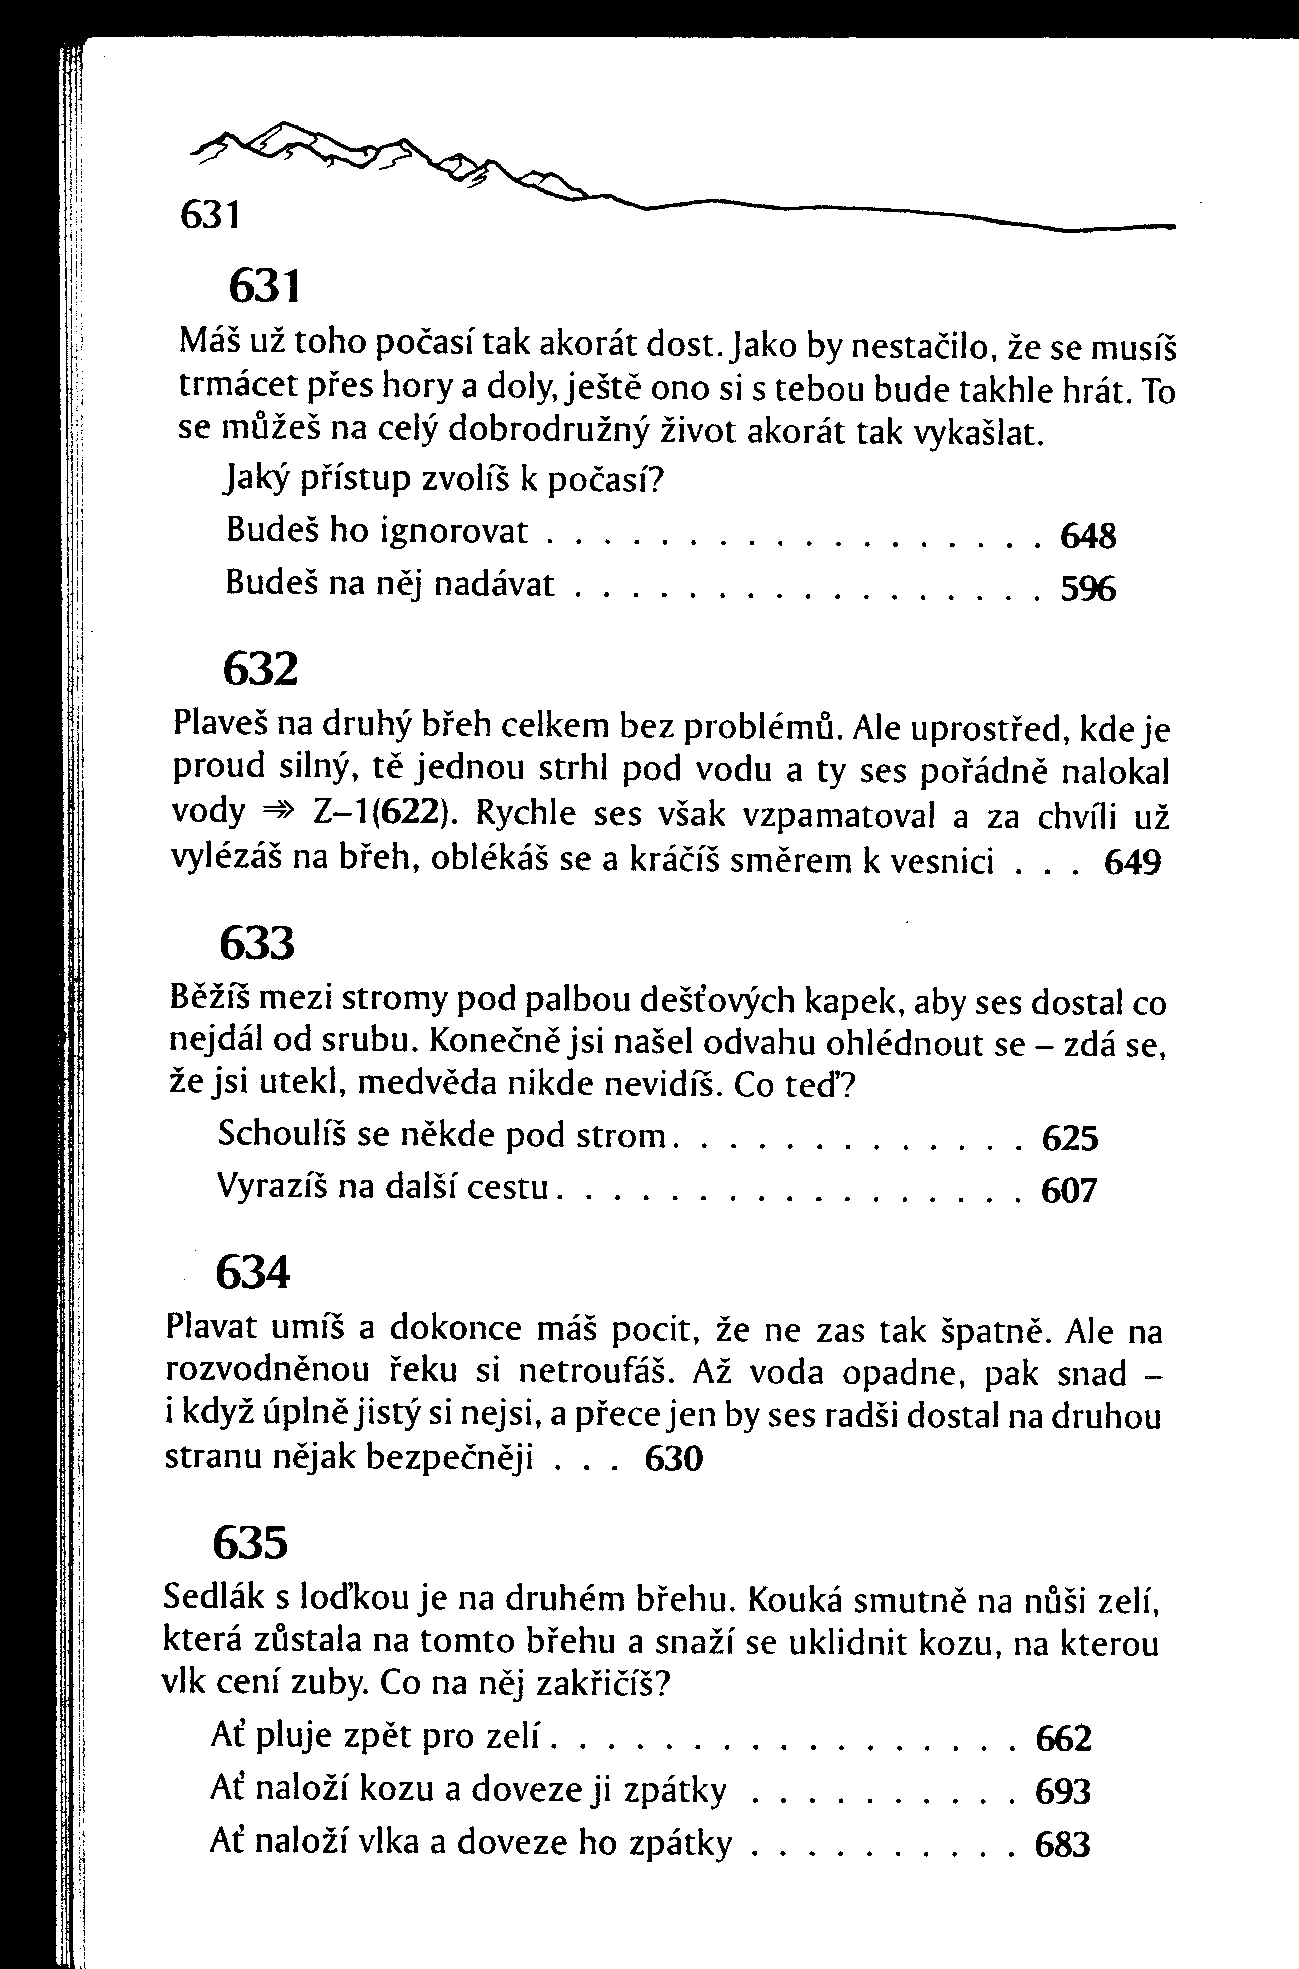 631
631
Máš už toho počasí tak akorát dost. Jako by nestačilo, že se musíš
trmácet přes hory a doly, ještě ono si s tebou bude takhle hrát. To
se můžeš na celý dobrodružný život akorát tak vykašlat.
Jaký přístup zvolíš k počasí?
Budeš ho ignorovat . . . . . . . . . . . . . . . . . . 648
Budeš na něj nadávat . . . . . . . . . . . . . . . . . 596
632
Plaveš na druhý břeh celkem bez problémů. Ale uprostřed, kde je
proud silný, tě jednou strhl pod vodu a ty ses pořádně nalokal
vody ⇒ Z–1(622). Rychle ses však vzpamatoval a za chvíli už
vylézáš na břeh, oblékáš se a kráčíš směrem k vesnici . . . 649
633
Běžíš mezi stromy pod palbou dešťových kapek, aby ses dostal co
nejdál od srubu. Konečně jsi našel odvahu ohlédnout se – zdá se,
že jsi utekl, medvěda nikde nevidíš. Co teď?
Schoulíš se někde pod strom. . . . . . . . . . . . . 625
Vyrazíš na další cestu. . . . . . . . . . . . . . . . . 607
634
Plavat umíš a dokonce máš pocit, že ne zas tak špatně. Ale na
rozvodněnou řeku si netroufáš. Až voda opadne, pak snad –
i když úplně jistý si nejsi, a přece jen by ses radši dostal na druhou
stranu nějak bezpečněji . . . 630
635
Sedlák s loďkou je na druhém břehu. Kouká smutně na nůši zelí,
která zůstala na tomto břehu a snaží se uklidnit kozu, na kterou
vlk cení zuby. Co na něj zakřičíš?
Ať pluje zpět pro zelí. . . . . . . . . . . . . . . . . 662
Ať naloží kozu a doveze ji zpátky . . . . . . . . . . 693
Ať naloží vlka a doveze ho zpátky . . . . . . . . . . 683